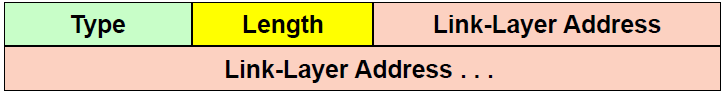 Type Length Link-Layer Address
Link-Layer Address . . .